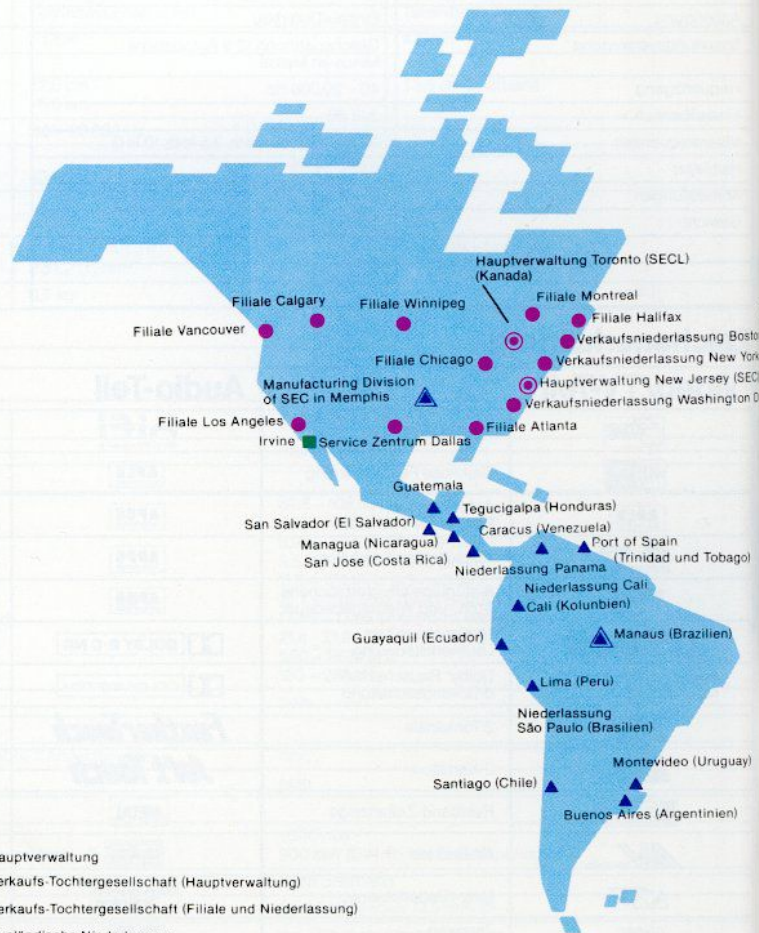 Hauptverwaltung Toronto (SECL)
(Kanada)
Filiale Montreal
Filiale Calgary
Filiale Winnipeg
Filiale Halifax
Filiale Vancouver
Verkaufsniederlassung Bosto
Filiale Chicago
Verkaufsniederlassung New York
Manufacturing Division
of SEC in Memphis
Hauptverwaltung New Jersey (SEC
Verkaufsniederlassung Washington D
Filiale Los Angeles
Filiale Atlanta
Irvine
Service Zentrum Dallas
Guatemala
Tegucigalpa (Honduras)
San Salvador (El Salvador)
Caracus (Venezuela)
Managua (Nicaragua)
Port of Spain
(Trinidad und Tobago)
San Jose (Costa Rica)
Niederlassung Panama
Niederlassung Cali
Cali (Kolunbien)
Guayaquil (Ecuador)
Manaus (Brazilien)
Lima (Peru)
Niederlassung
São Paulo (Brasilien)
Montevideo (Uruguay)
Santiago (Chile)
Buenos Aires (Argentinien)
auptverwaltung
erkaufs-Tochtergesellschaft (Hauptverwaltung)
erkaufs-Tochtergesellschaft (Filiale und Niederlassung)
Audio-Teil